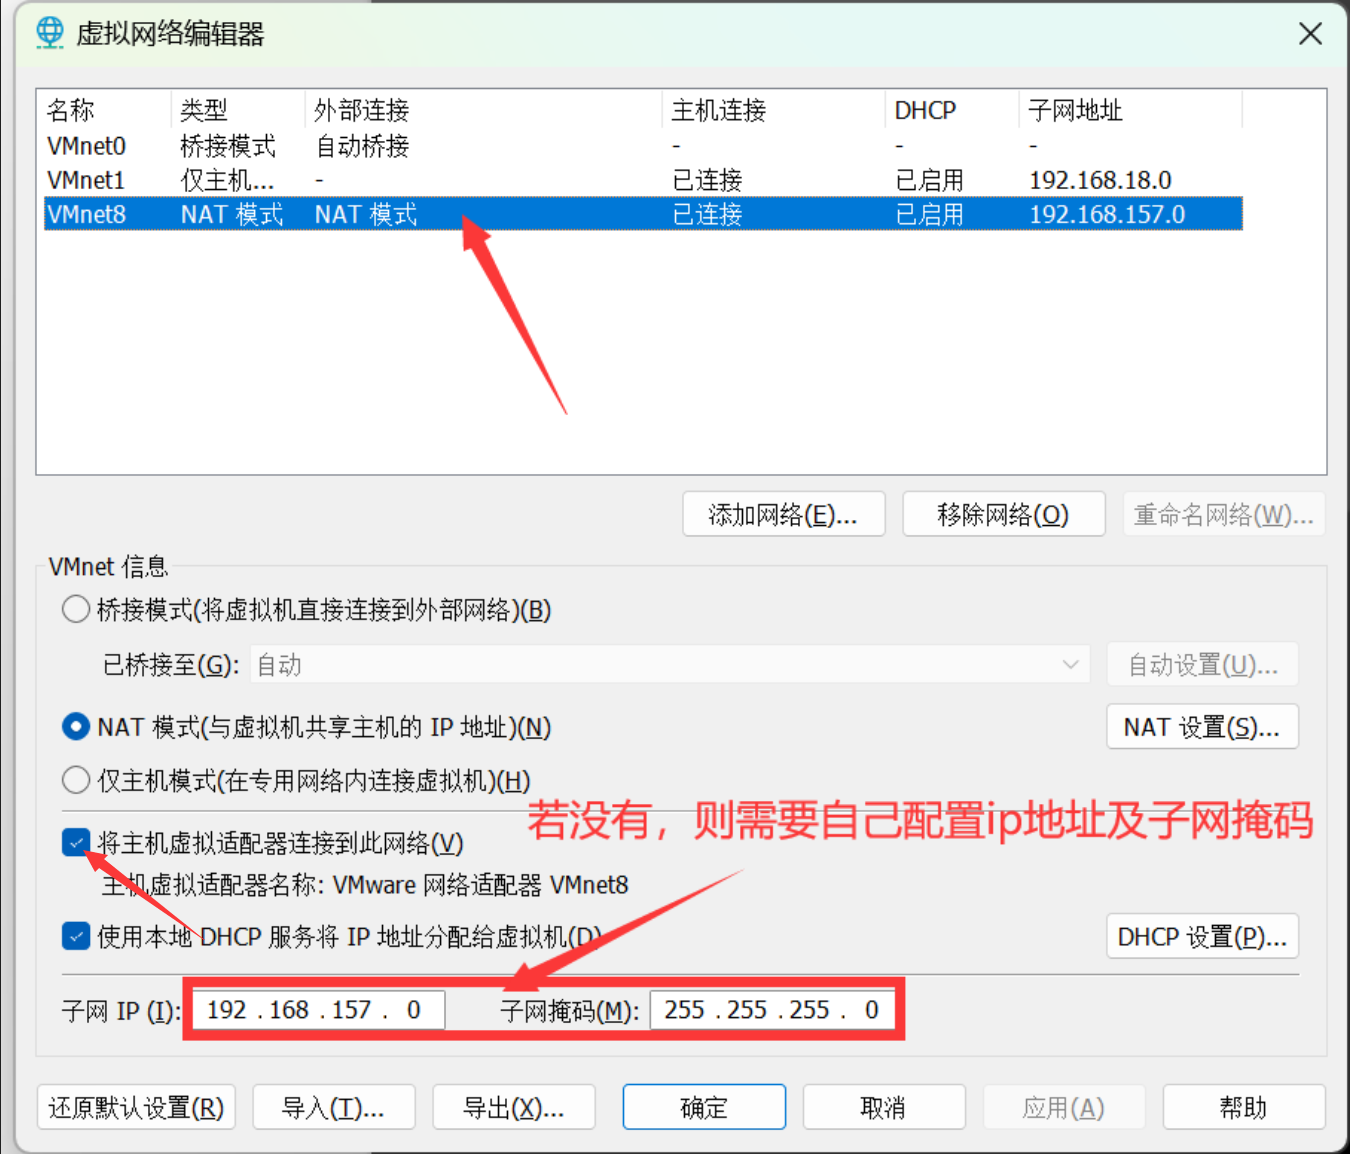 虚拟网络编辑器
名称 类型 外部连接 主机连接 DHCP 子网地址
VMnet0 桥接模式 自动桥接 - - -
VMnet1 仅主机... - 已连接 已启用 192.168.18.0
VMnet8 NAT 模式 NAT 模式 已连接 已启用 192.168.157.0
添加网络(E)... 移除网络(O) 重命名网络(W)...
VMnet 信息
桥接模式(将虚拟机直接连接到外部网络)(B)
已桥接至(G): 自动 自动设置(U)...
NAT 模式(与虚拟机共享主机的 IP 地址)(N) NAT 设置(S)...
仅主机模式(在专用网络内连接虚拟机)(H)
若没有，则需要自己配置ip地址及子网掩码
将主机虚拟适配器连接到此网络(V)
主机虚拟适配器名称: VMware 网络适配器 VMnet8
使用本地 DHCP 服务将 IP 地址分配给虚拟机(D) DHCP 设置(P)...
子网 IP (I): 192 . 168 . 157 . 0 子网掩码(M): 255 . 255 . 255 . 0
还原默认设置(R) 导入(T)... 导出(X)... 确定 取消 应用(A) 帮助